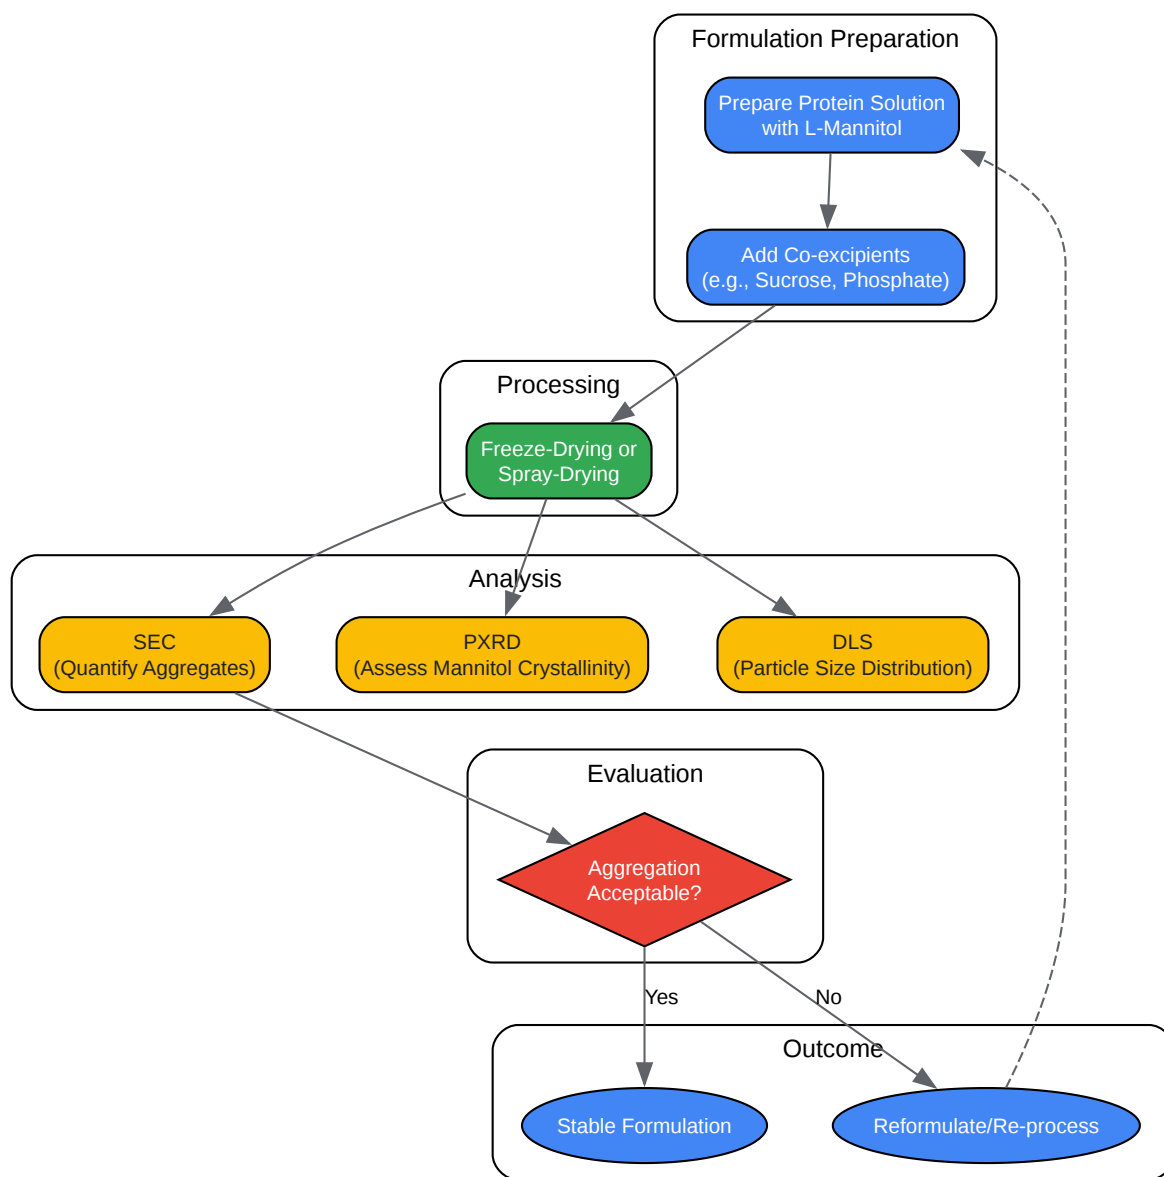 Formulation Preparation
Prepare Protein Solution
with L-Mannitol
Add Co-excipients
(e.g., Sucrose, Phosphate)
Processing
Freeze-Drying or
Spray-Drying
Analysis
SEC
(Quantify Aggregates)
PXRD
(Assess Mannitol Crystallinity)
DLS
(Particle Size Distribution)
Evaluation
Aggregation
Acceptable?
Yes
No
Outcome
Stable Formulation
Reformulate/Re-process